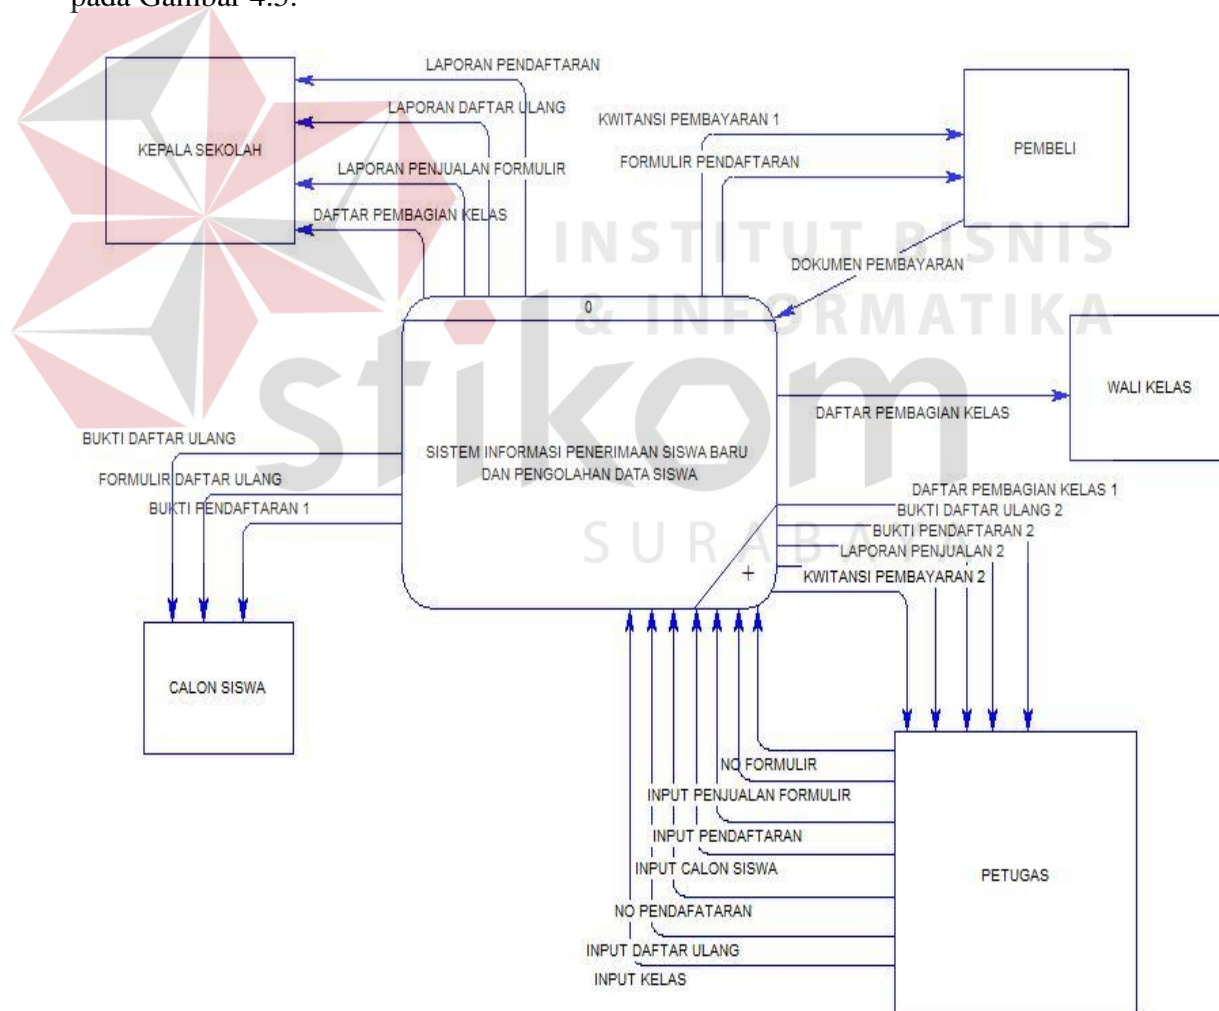 pada Gambar 4.3.
LAPORAN PENDAFTARAN
LAPORAN DAFTAR ULANG
KEPALA SEKOLAH
LAPORAN PENJUALAN FORMULIR
DAFTAR PEMBAGIAN KELAS
KWITANSI PEMBAYARAN 1
FORMULIR PENDAFTARAN
PEMBELI
DOKUMEN PEMBAYARAN
INSTITUT BISNIS
& INFORMATIKA
stikom
SURABAYA
0
SISTEM INFORMASI PENERIMAAN SISWA BARU
DAN PENGOLAHAN DATA SISWA
+
WALI KELAS
DAFTAR PEMBAGIAN KELAS
BUKTI DAFTAR ULANG
FORMULIR DAFTAR ULANG
BUKTI PENDAFTARAN 1
CALON SISWA
DAFTAR PEMBAGIAN KELAS 1
BUKTI DAFTAR ULANG 2
BUKTI PENDAFTARAN 2
LAPORAN PENJUALAN 2
KWITANSI PEMBAYARAN 2
NO FORMULIR
INPUT PENJUALAN FORMULIR
INPUT PENDAFTARAN
INPUT CALON SISWA
NO PENDAFATARAN
INPUT DAFTAR ULANG
INPUT KELAS
PETUGAS